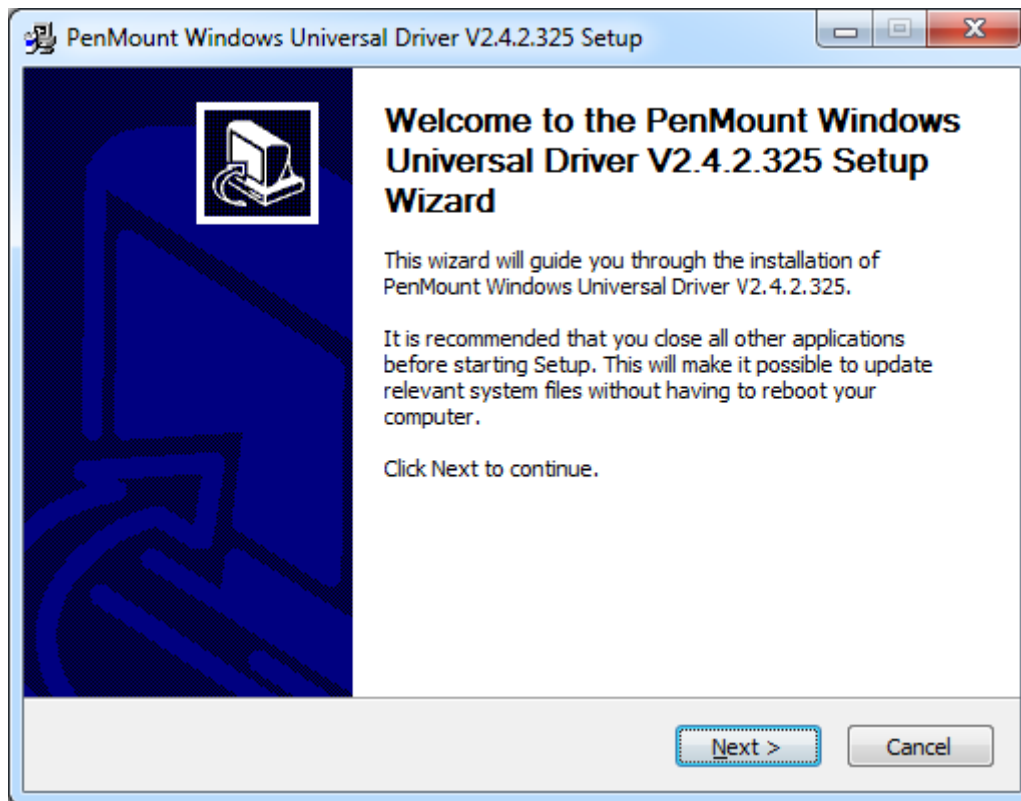 PenMount Windows Universal Driver V2.4.2.325 Setup
Welcome to the PenMount Windows
Universal Driver V2.4.2.325 Setup
Wizard
This wizard will guide you through the installation of
PenMount Windows Universal Driver V2.4.2.325.
It is recommended that you close all other applications
before starting Setup. This will make it possible to update
relevant system files without having to reboot your
computer.
Click Next to continue.
Next >
Cancel